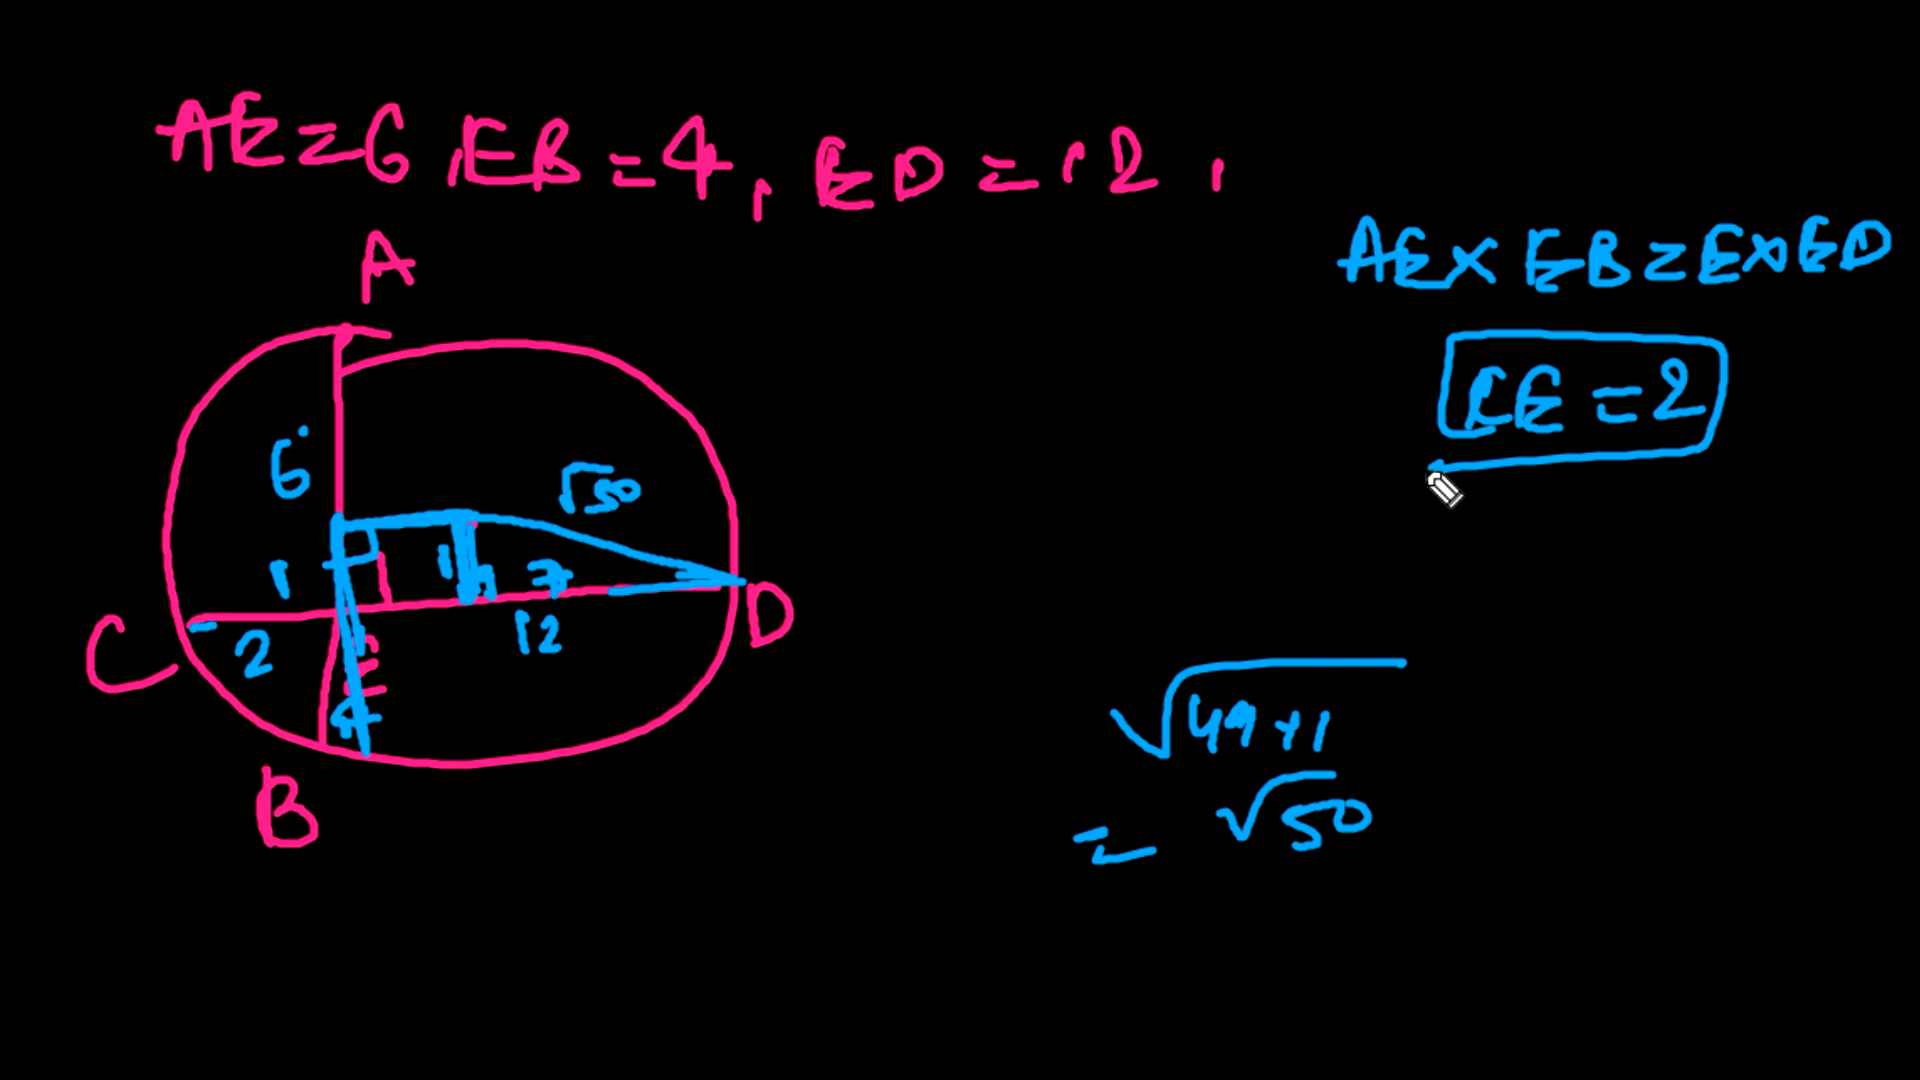 AE=6, EB=4, ED=12,
AE×EB=E×ED
A
CE=2
6
√50
1
1
7
C
2
12
D
4
√49+1
B
= √50